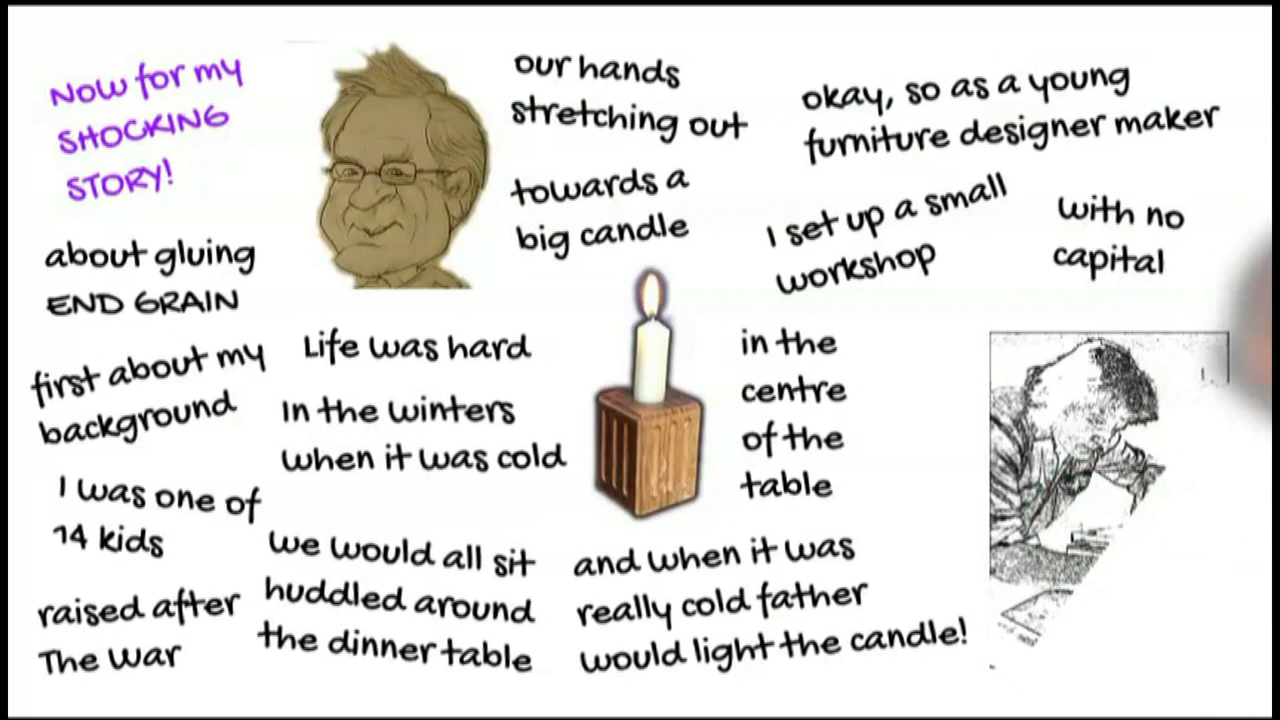 Now for my
SHOCKING
STORY!
about gluing
END GRAIN
first about my
background
I was one of
14 kids
raised after
The War
Life was hard
In the winters
when it was cold
we would all sit
huddled around
the dinner table
our hands
stretching out
towards a
big candle
in the
centre
of the
table
and when it was
really cold father
would light the candle!
okay, so as a young
furniture designer maker
I set up a small
workshop
with no
capital